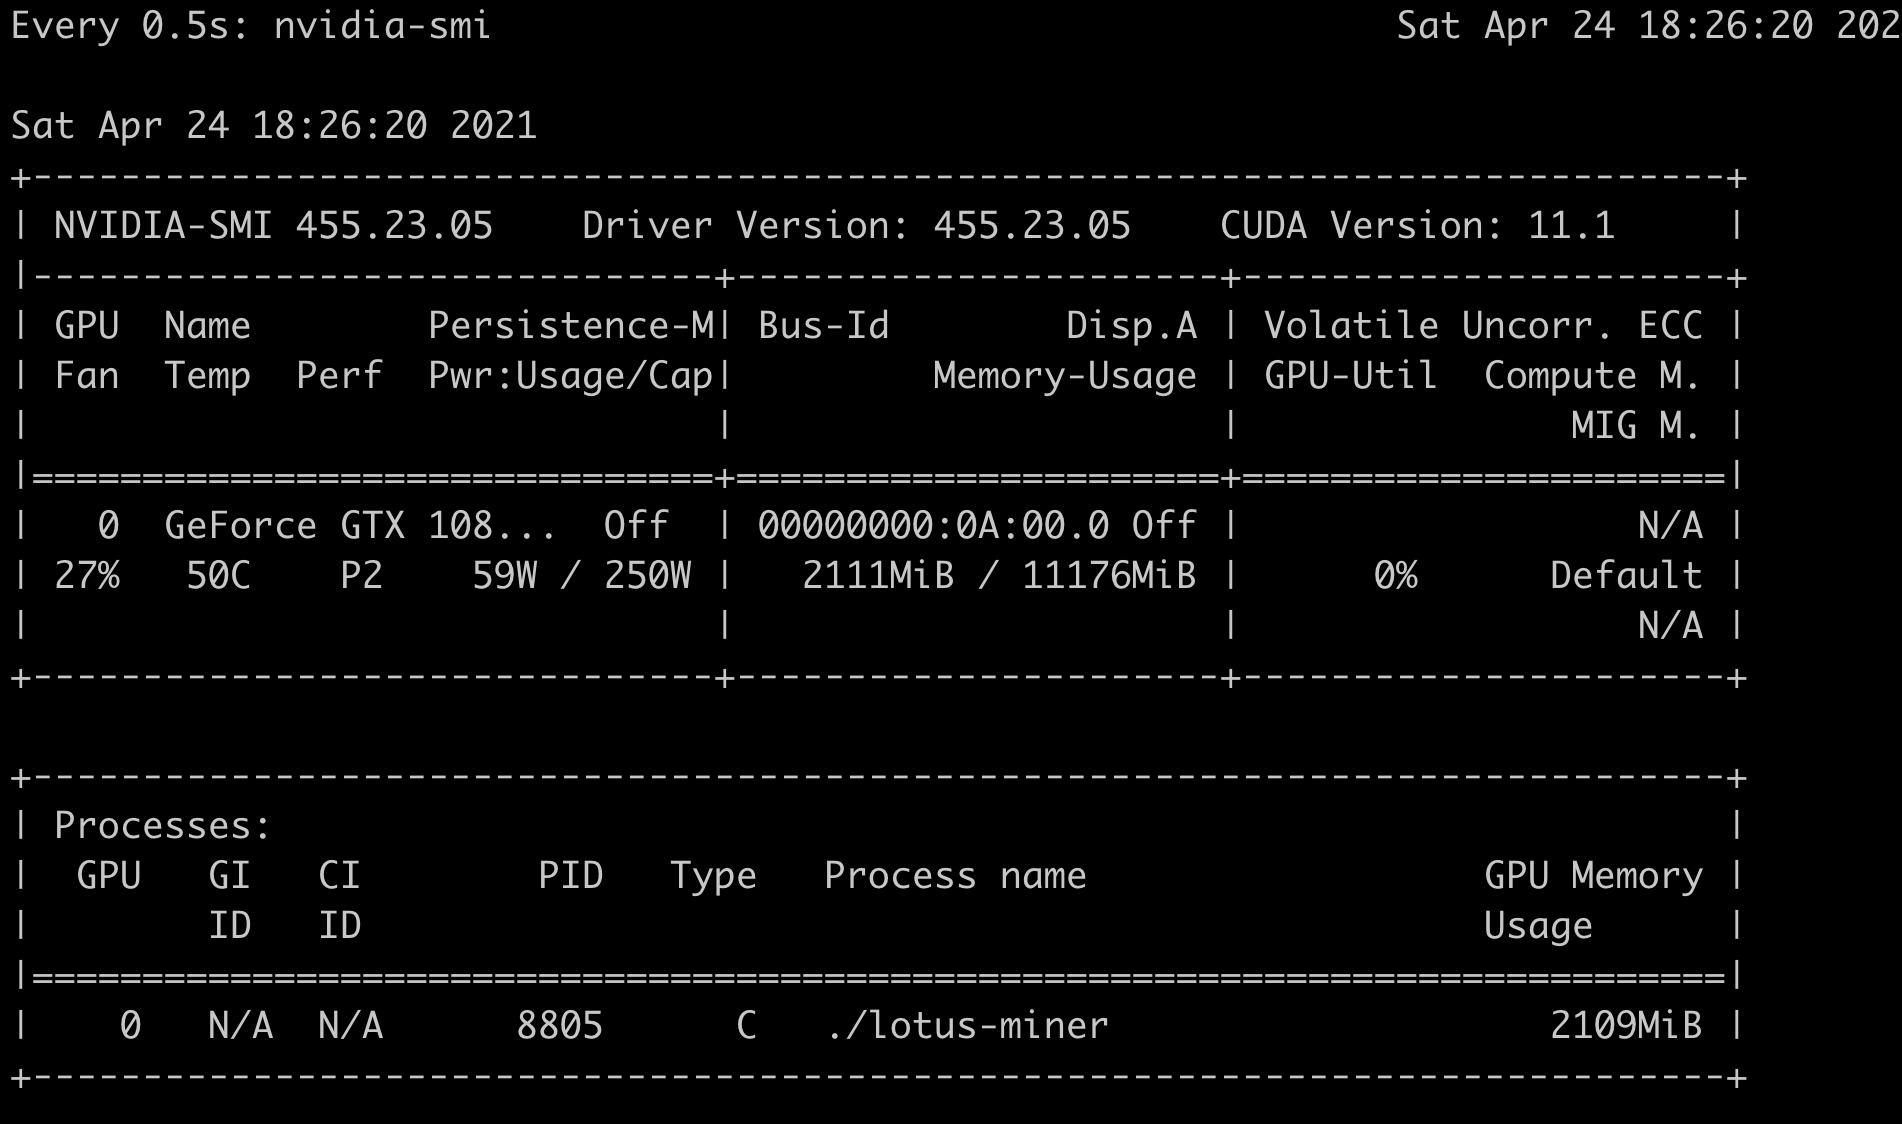 Every 0.5s: nvidia-smi Sat Apr 24 18:26:20 202
Sat Apr 24 18:26:20 2021
+-----------------------------------------------------------------------------+
| NVIDIA-SMI 455.23.05    Driver Version: 455.23.05    CUDA Version: 11.1     |
|-------------------------------+----------------------+----------------------+
| GPU  Name        Persistence-M| Bus-Id        Disp.A | Volatile Uncorr. ECC |
| Fan  Temp  Perf  Pwr:Usage/Cap|         Memory-Usage | GPU-Util  Compute M. |
|                               |                      |               MIG M. |
|===============================+======================+======================|
|   0  GeForce GTX 108...  Off  | 00000000:0A:00.0 Off |                  N/A |
| 27%   50C    P2    59W / 250W |   2111MiB / 11176MiB |      0%      Default |
|                               |                      |                  N/A |
+-------------------------------+----------------------+----------------------+
+-----------------------------------------------------------------------------+
| Processes:                                                                  |
|  GPU   GI   CI        PID   Type   Process name                  GPU Memory |
|        ID   ID                                                   Usage      |
|=============================================================================|
|    0   N/A  N/A      8805      C   ./lotus-miner                    2109MiB |
+-----------------------------------------------------------------------------+